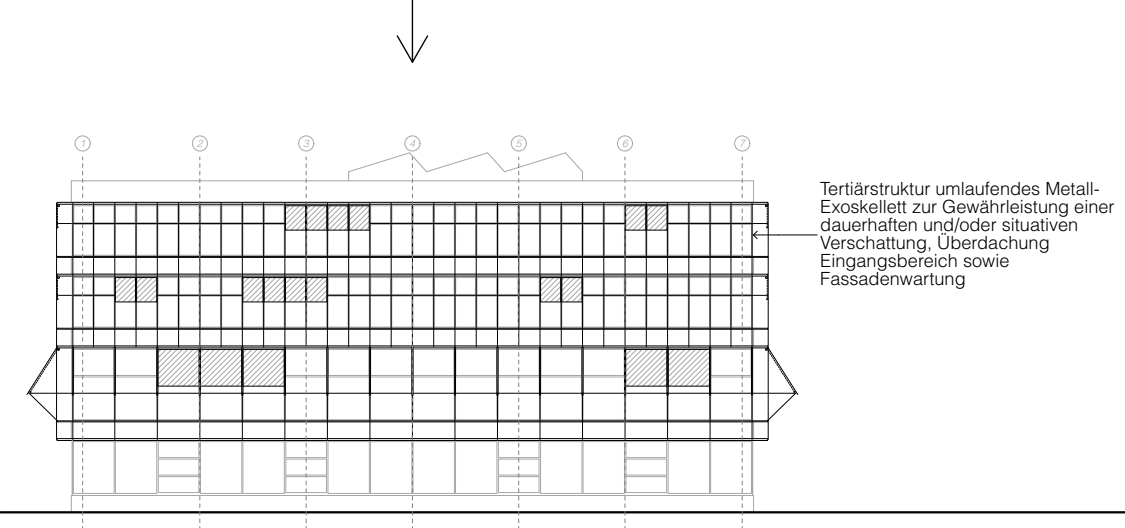 1 2 3 4 5 6 7
Tertiärstruktur umlaufendes Metall-
Exoskellett zur Gewährleistung einer
dauerhaften und/oder situativen
Verschattung, Überdachung
Eingangsbereich sowie
Fassadenwartung